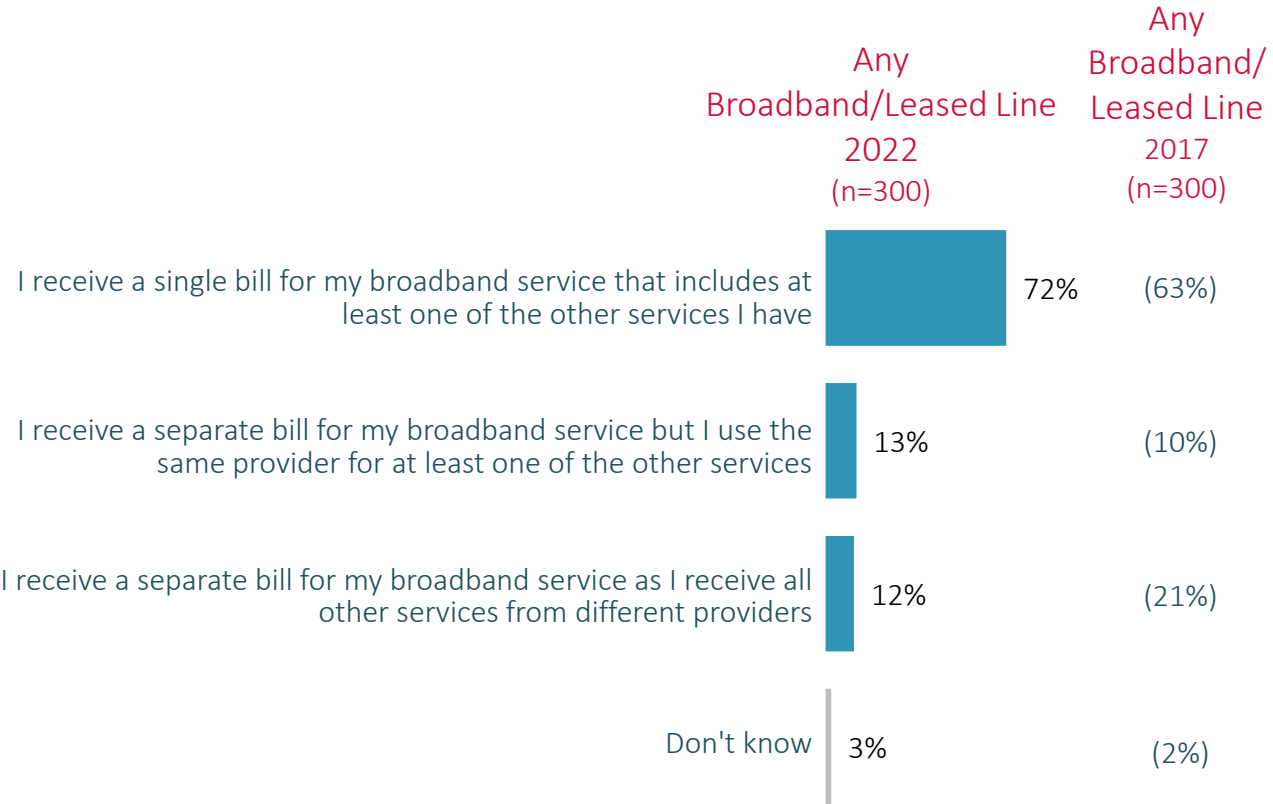 Any
Broadband/Leased Line
2022
(n=300)
Any
Broadband/
Leased Line
2017
(n=300)
I receive a single bill for my broadband service that includes at
least one of the other services I have
72%
(63%)
I receive a separate bill for my broadband service but I use the
same provider for at least one of the other services
13%
(10%)
I receive a separate bill for my broadband service as I receive all
other services from different providers
12%
(21%)
Don't know
3%
(2%)